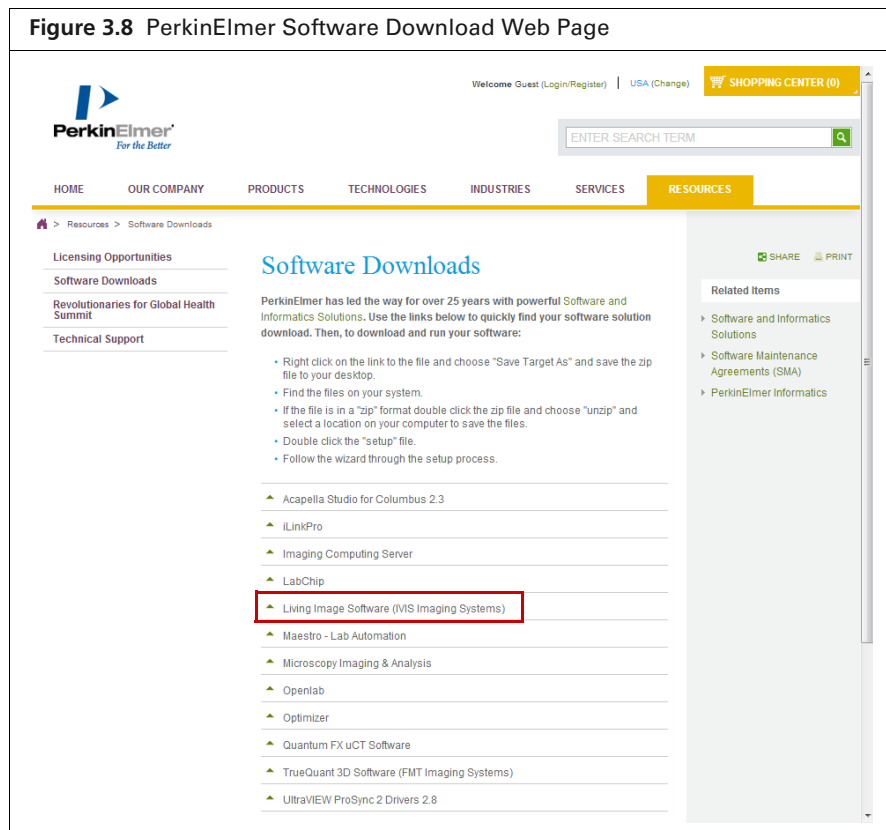 Figure 3.8 PerkinElmer Software Download Web Page
Welcome Guest (Login/Register) | USA (Change)
SHOPPING CENTER (0)
PerkinElmer
For the Better
ENTER SEARCH TERM
HOME OUR COMPANY PRODUCTS TECHNOLOGIES INDUSTRIES SERVICES RESOURCES
> Resources > Software Downloads
Licensing Opportunities
Software Downloads
Revolutionaries for Global Health
Summit
Technical Support
Software Downloads
PerkinElmer has led the way for over 25 years with powerful Software and
Informatics Solutions. Use the links below to quickly find your software solution
download. Then, to download and run your software:
• Right click on the link to the file and choose "Save Target As" and save the zip
file to your desktop.
• Find the files on your system.
• If the file is in a "zip" format double click the zip file and choose "unzip" and
select a location on your computer to save the files.
• Double click the "setup" file.
• Follow the wizard through the setup process.
Acapella Studio for Columbus 2.3
iLinkPro
Imaging Computing Server
LabChip
Living Image Software (IVIS Imaging Systems)
Maestro - Lab Automation
Microscopy Imaging & Analysis
Openlab
Optimizer
Quantum FX uCT Software
TrueQuant 3D Software (FMT Imaging Systems)
UltraVIEW ProSync 2 Drivers 2.8
SHARE PRINT
Related Items
Software and Informatics
Solutions
Software Maintenance
Agreements (SMA)
PerkinElmer Informatics